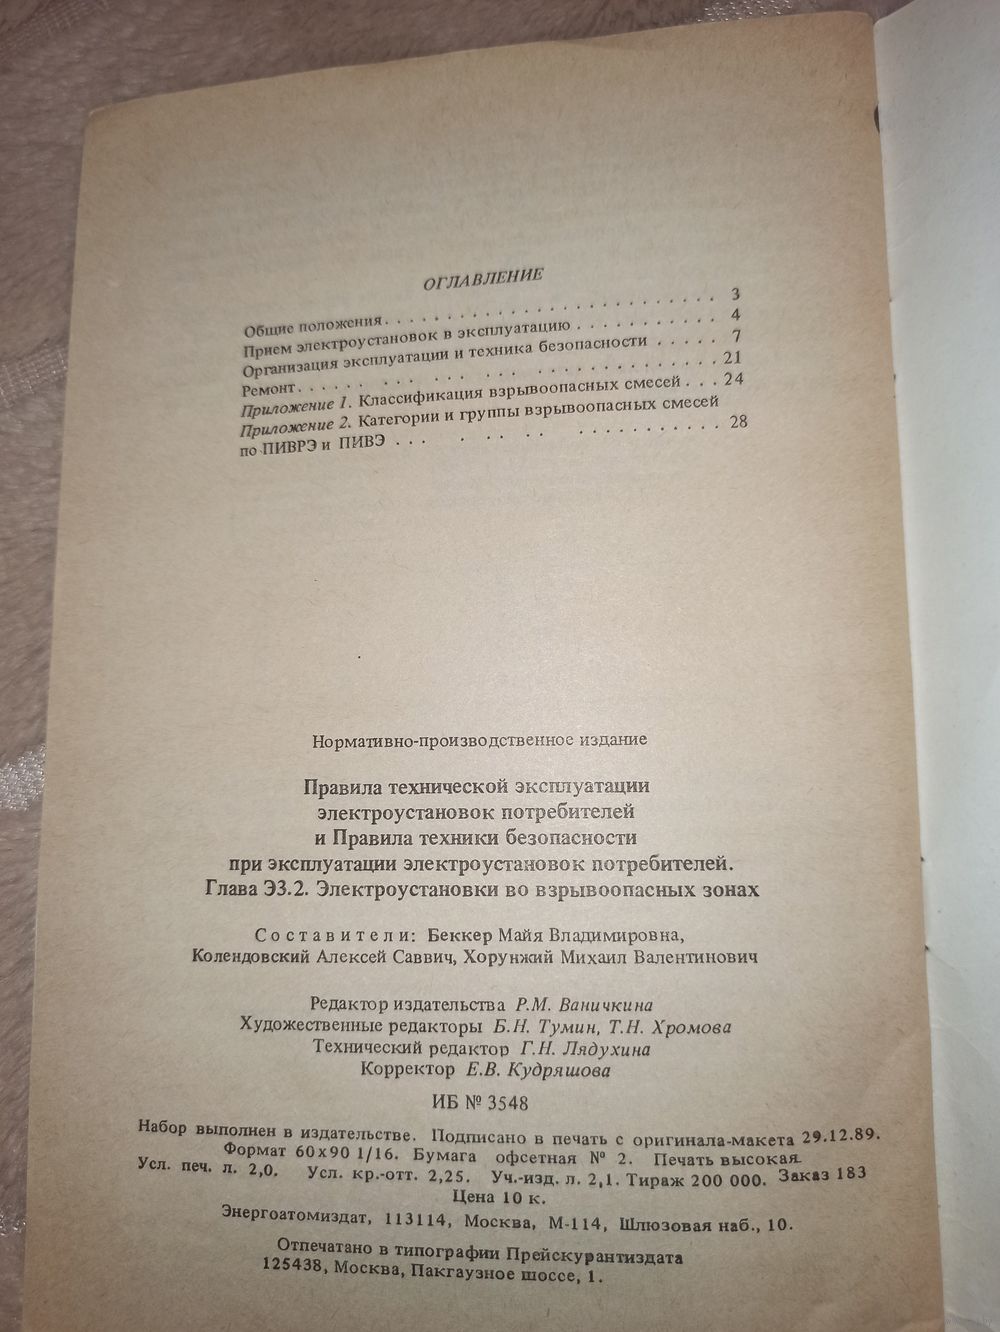 ОГЛАВЛЕНИЕ
Общие положения. . . . . . . . . . . . . . . . . . . . . . . . . . 3
Прием электроустановок в эксплуатацию . . . . . . . . . . . 4
Организация эксплуатации и техника безопасности . . . . . 7
Ремонт. . . . . . . . . . . . . . . . . . . . . . . . . . . . 21
Приложение 1. Классификация взрывоопасных смесей . . . 24
Приложение 2. Категории и группы взрывоопасных смесей
по ПИВРЭ и ПИВЭ . . . . . . . . . . . . . . . . . . . . 28
Нормативно-производственное издание
Правила технической эксплуатации
электроустановок потребителей
и Правила техники безопасности
при эксплуатации электроустановок потребителей.
Глава Э3.2. Электроустановки во взрывоопасных зонах
Составители: Беккер Майя Владимировна,
Колендовский Алексей Саввич, Хорунжий Михаил Валентинович
Редактор издательства Р.М. Ваничкина
Художественные редакторы Б.Н. Тумин, Т.Н. Хромова
Технический редактор Г.Н. Лядухина
Корректор Е.В. Кудряшова
ИБ № 3548
Набор выполнен в издательстве. Подписано в печать с оригинала-макета 29.12.89.
Формат 60х90 1/16. Бумага офсетная № 2. Печать высокая.
Усл. печ. л. 2,0. Усл. кр.-отт. 2,25. Уч.-изд. л. 2,1. Тираж 200 000. Заказ 183
Цена 10 к.
Энергоатомиздат, 113114, Москва, М-114, Шлюзовая наб., 10.
Отпечатано в типографии Прейскурантиздата
125438, Москва, Пакгаузное шоссе, 1.